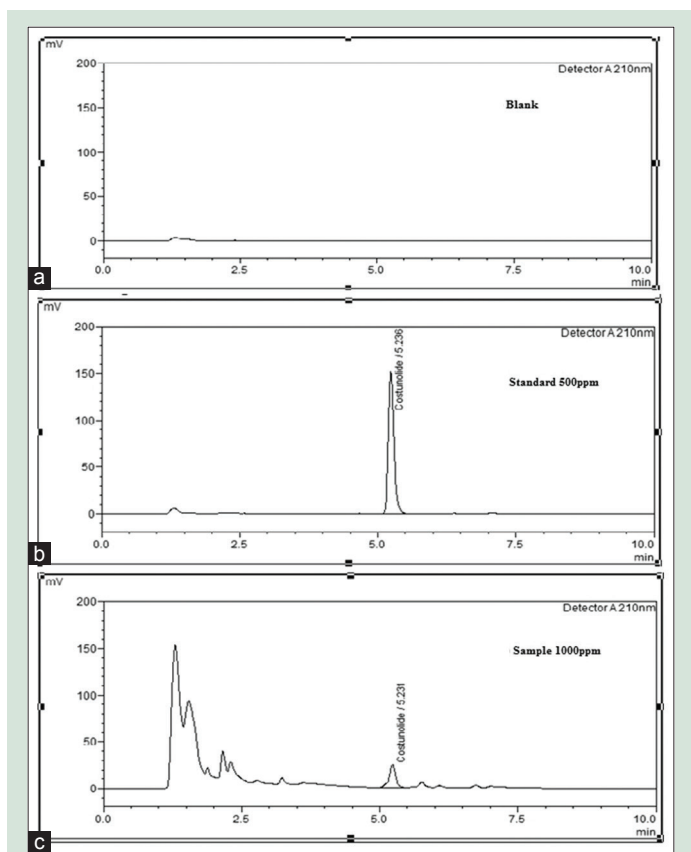 mV
200
Detector A 210nm
150
Blank
100
50
0
0.0 2.5 5.0 7.5 10.0
min
a
mV
200
Detector A 210nm
Costunolide / 5.236
150
Standard 500ppm
100
50
0
0.0 2.5 5.0 7.5 10.0
min
b
mV
200
Detector A 210nm
150
Sample 1000ppm
100
Costunolide / 5.231
50
0
0.0 2.5 5.0 7.5 10.0
min
c